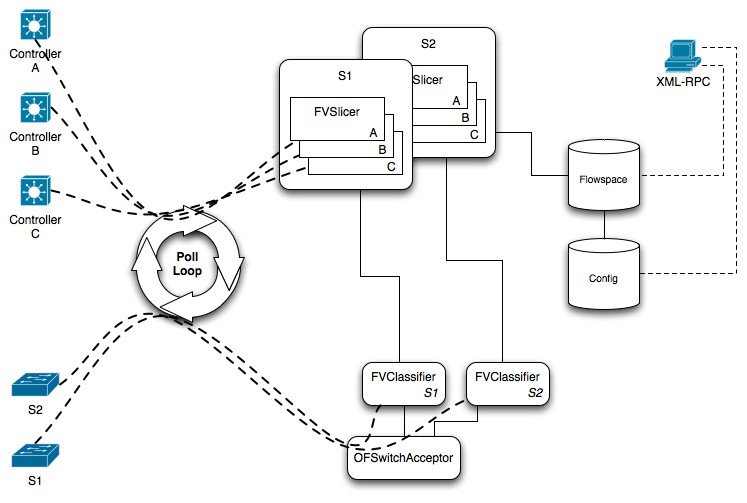 Controller
A
Controller
B
Controller
C
S2
S1
Poll
Loop
S1
FVSlicer
A
B
C
S2
Slicer
A
B
C
XML-RPC
Flowspace
Config
FVClassifier
S1
FVClassifier
S2
OFSwitchAcceptor